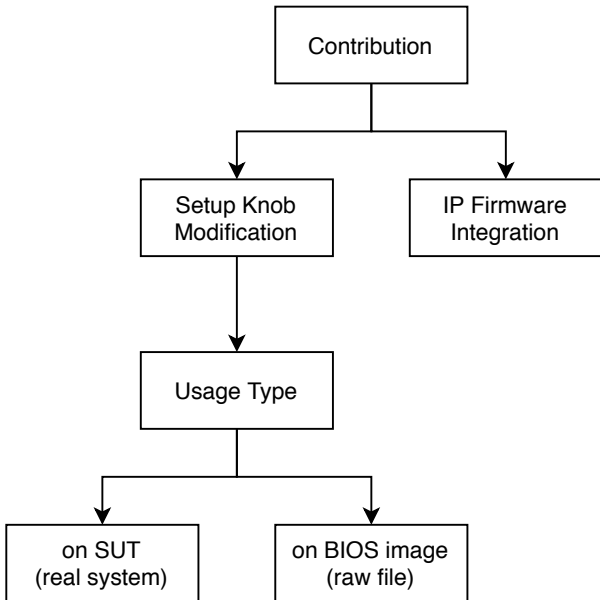 Contribution
Setup Knob
Modification
IP Firmware
Integration
Usage Type
on SUT
(real system)
on BIOS image
(raw file)